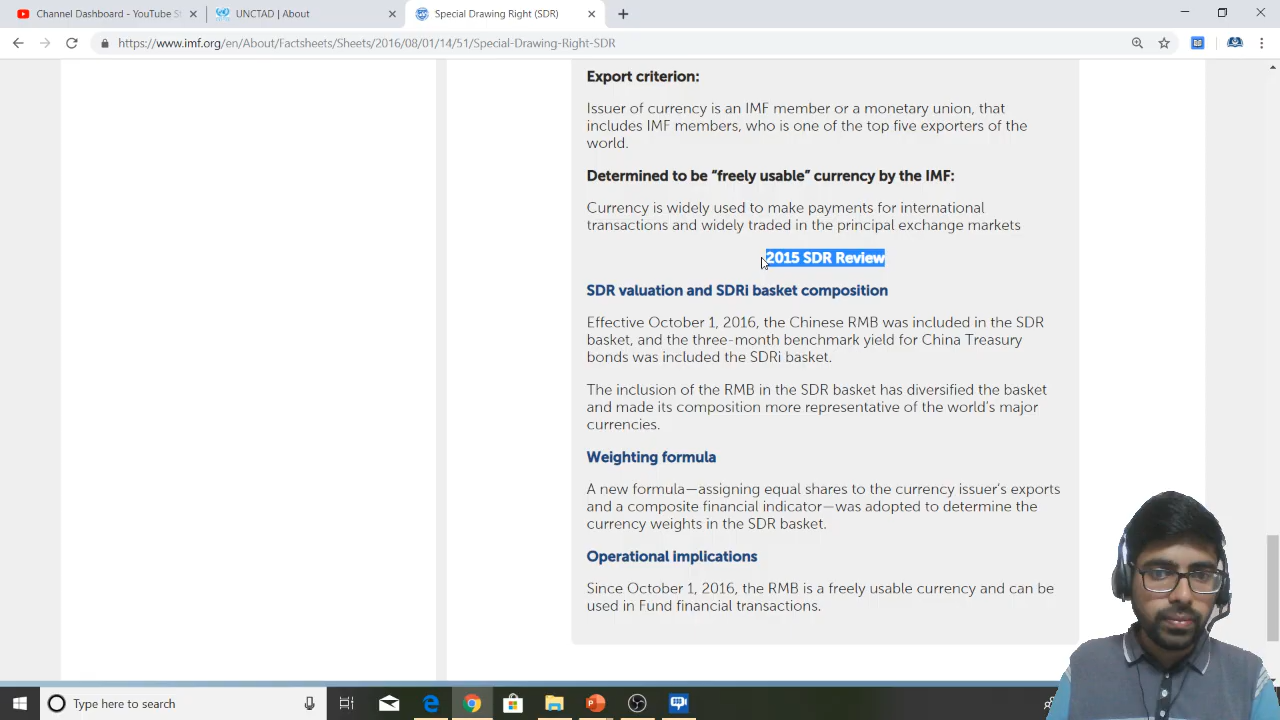 Channel Dashboard - YouTube St
UNCTAD | About
Special Drawing Right (SDR)
https://www.imf.org/en/About/Factsheets/Sheets/2016/08/01/14/51/Special-Drawing-Right-SDR
Export criterion:
Issuer of currency is an IMF member or a monetary union, that
includes IMF members, who is one of the top five exporters of the
world.
Determined to be “freely usable” currency by the IMF:
Currency is widely used to make payments for international
transactions and widely traded in the principal exchange markets
2015 SDR Review
SDR valuation and SDRi basket composition
Effective October 1, 2016, the Chinese RMB was included in the SDR
basket, and the three-month benchmark yield for China Treasury
bonds was included the SDRi basket.
The inclusion of the RMB in the SDR basket has diversified the basket
and made its composition more representative of the world’s major
currencies.
Weighting formula
A new formula—assigning equal shares to the currency issuer’s exports
and a composite financial indicator—was adopted to determine the
currency weights in the SDR basket.
Operational implications
Since October 1, 2016, the RMB is a freely usable currency and can be
used in Fund financial transactions.
Type here to search